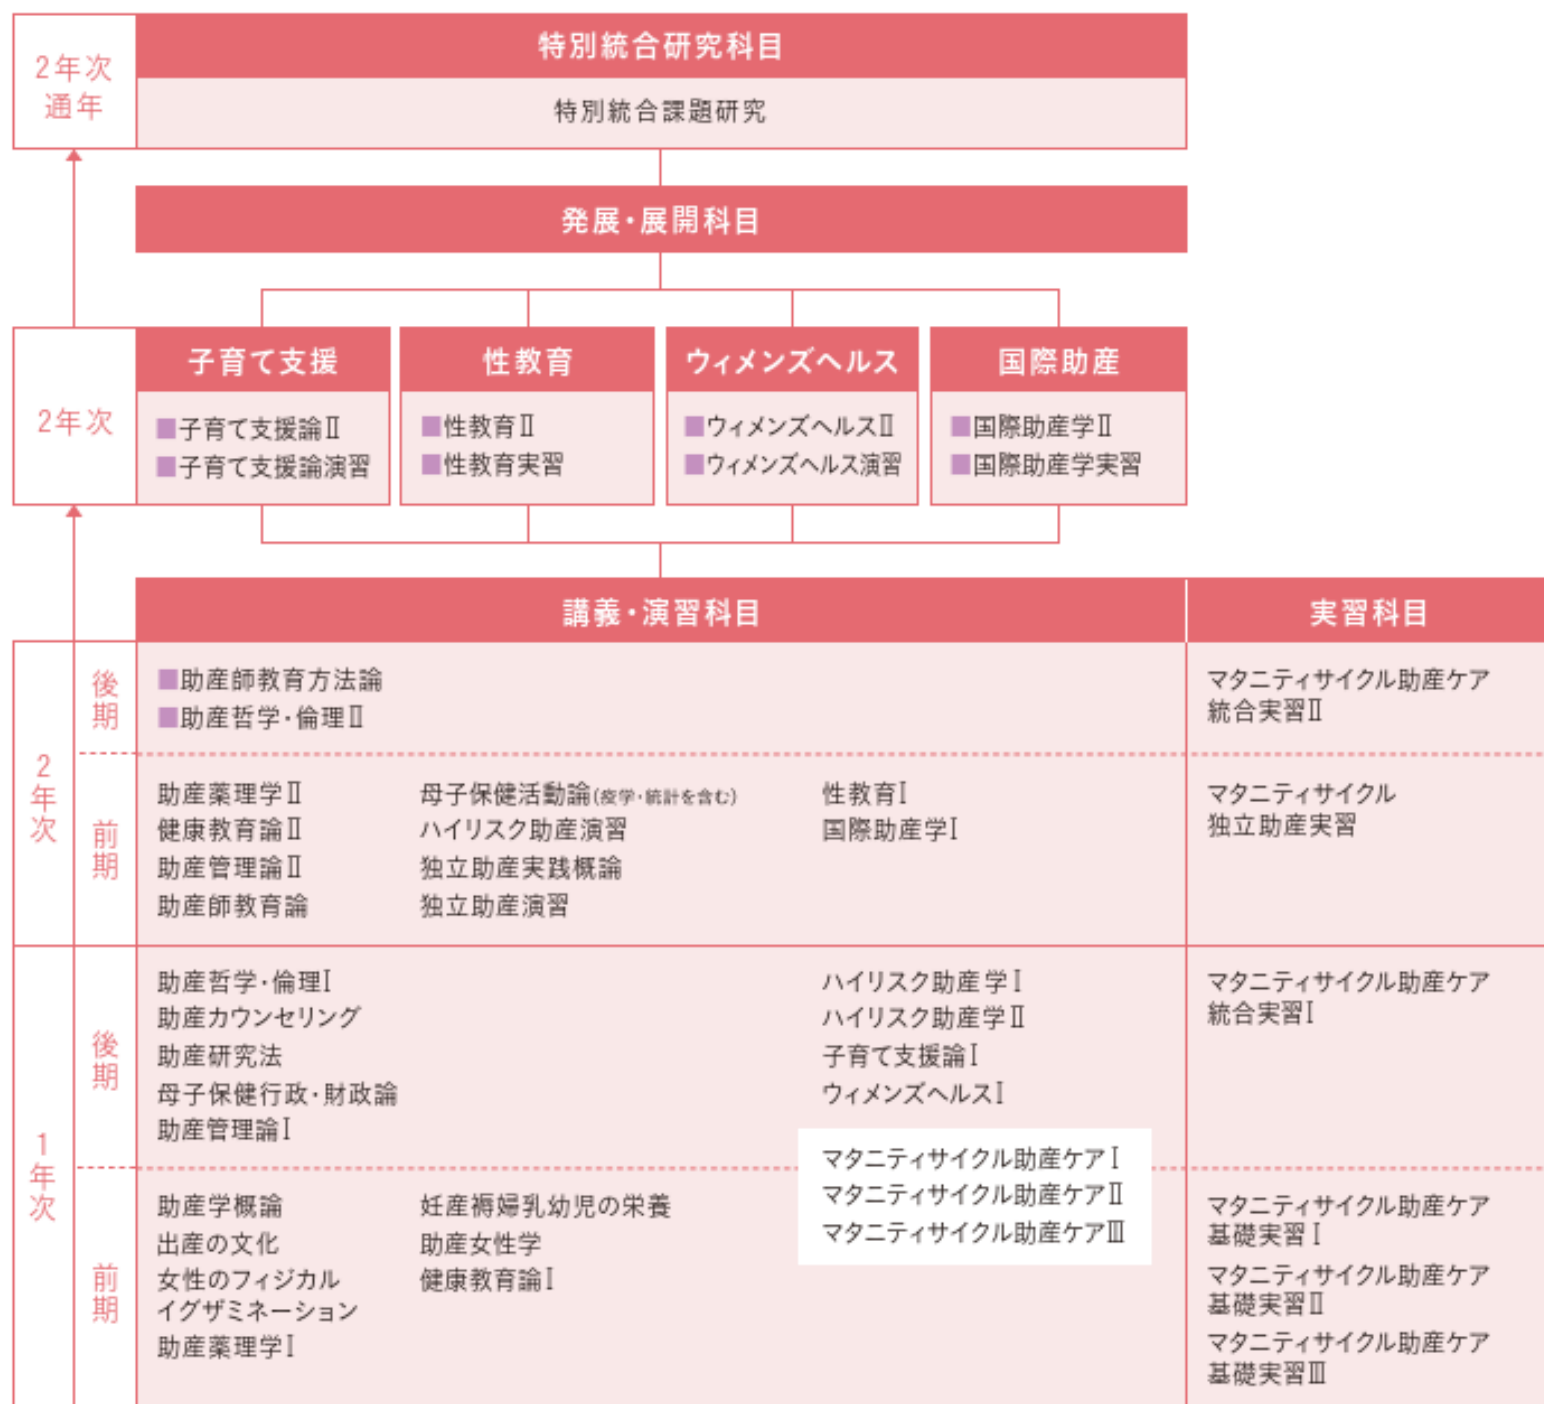 2年次
通年
特別統合研究科目
特別統合課題研究
発展・展開科目
2年次
子育て支援
■子育て支援論Ⅱ
■子育て支援論演習
性教育
■性教育Ⅱ
■性教育実習
ウィメンズヘルス
■ウィメンズヘルスⅡ
■ウィメンズヘルス演習
国際助産
■国際助産学Ⅱ
■国際助産学実習
講義・演習科目
実習科目
2年次
後期
■助産師教育方法論
■助産哲学・倫理Ⅱ
マタニティサイクル助産ケア
統合実習Ⅱ
前期
助産薬理学Ⅱ
健康教育論Ⅱ
助産管理論Ⅱ
助産師教育論
母子保健活動論(疫学・統計を含む)
ハイリスク助産演習
独立助産実践概論
独立助産演習
性教育Ⅰ
国際助産学Ⅰ
マタニティサイクル
独立助産実習
1年次
後期
助産哲学・倫理Ⅰ
助産カウンセリング
助産研究法
母子保健行政・財政論
助産管理論Ⅰ
ハイリスク助産学Ⅰ
ハイリスク助産学Ⅱ
子育て支援論Ⅰ
ウィメンズヘルスⅠ
マタニティサイクル助産ケア
統合実習Ⅰ
マタニティサイクル助産ケアⅠ
マタニティサイクル助産ケアⅡ
マタニティサイクル助産ケアⅢ
前期
助産学概論
出産の文化
女性のフィジカル
イグザミネーション
助産薬理学Ⅰ
妊産褥婦乳幼児の栄養
助産女性学
健康教育論Ⅰ
マタニティサイクル助産ケア
基礎実習Ⅰ
マタニティサイクル助産ケア
基礎実習Ⅱ
マタニティサイクル助産ケア
基礎実習Ⅲ